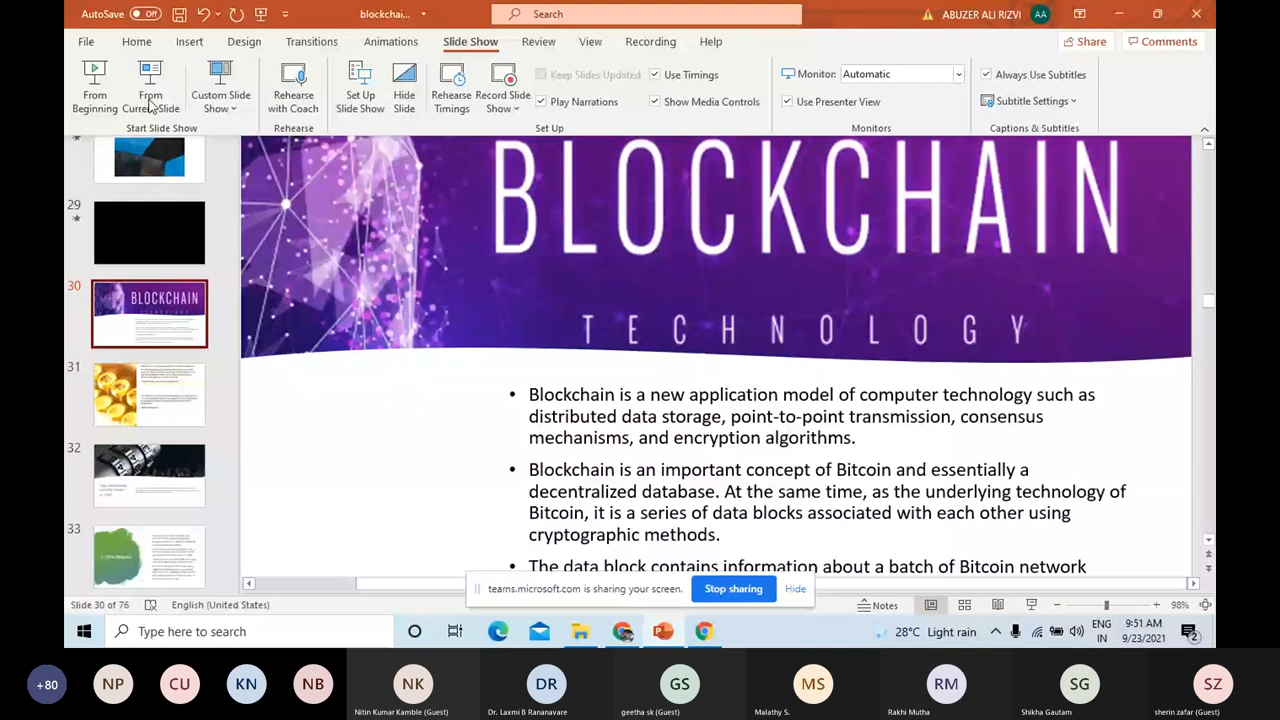 AutoSave Off blockchai... Search ABUZER ALI RIZVI AA
File Home Insert Design Transitions Animations Slide Show Review View Recording Help Share Comments
From Beginning
From Current Slide
Custom Slide Show
Start Slide Show
Rehearse with Coach
Rehearse
Set Up Slide Show
Hide Slide
Rehearse Timings
Record Slide Show
Keep Slides Updated
Play Narrations
Use Timings
Show Media Controls
Set Up
Monitor: Automatic
Use Presenter View
Monitors
Always Use Subtitles
Subtitle Settings
Captions & Subtitles
29
30
BLOCKCHAIN
31
32
33
BLOCKCHAIN
TECHNOLOGY
• Blockchain is a new application model of computer technology such as
distributed data storage, point-to-point transmission, consensus
mechanisms, and encryption algorithms.
• Blockchain is an important concept of Bitcoin and essentially a
decentralized database. At the same time, as the underlying technology of
Bitcoin, it is a series of data blocks associated with each other using
cryptographic methods.
• The data block contains information about a batch of Bitcoin network
teams.microsoft.com is sharing your screen. Stop sharing Hide
Slide 30 of 76 English (United States) Notes 98%
Type here to search 28°C Light rain ENG IN 9:51 AM 9/23/2021 2
+80 NP CU KN NB NK DR GS MS RM SG SZ
Nitin Kumar Kamble (Guest) Dr. Laxmi B Rananavare geetha sk (Guest) Malathy S. Rakhi Mutha Shikha Gautam sherin zafar (Guest)